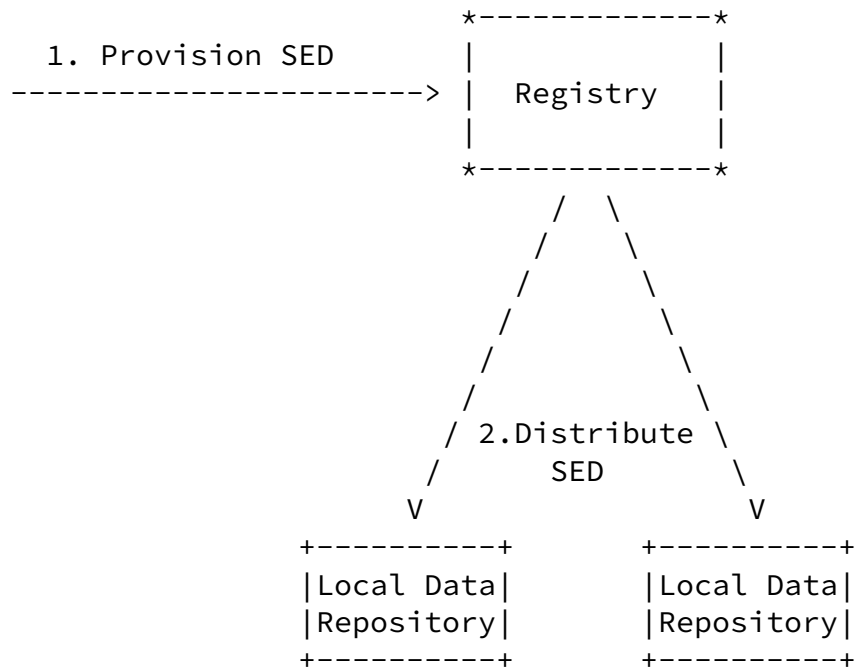 1. Provision SED
Registry
2.Distribute
SED
Local Data
Repository
Local Data
Repository